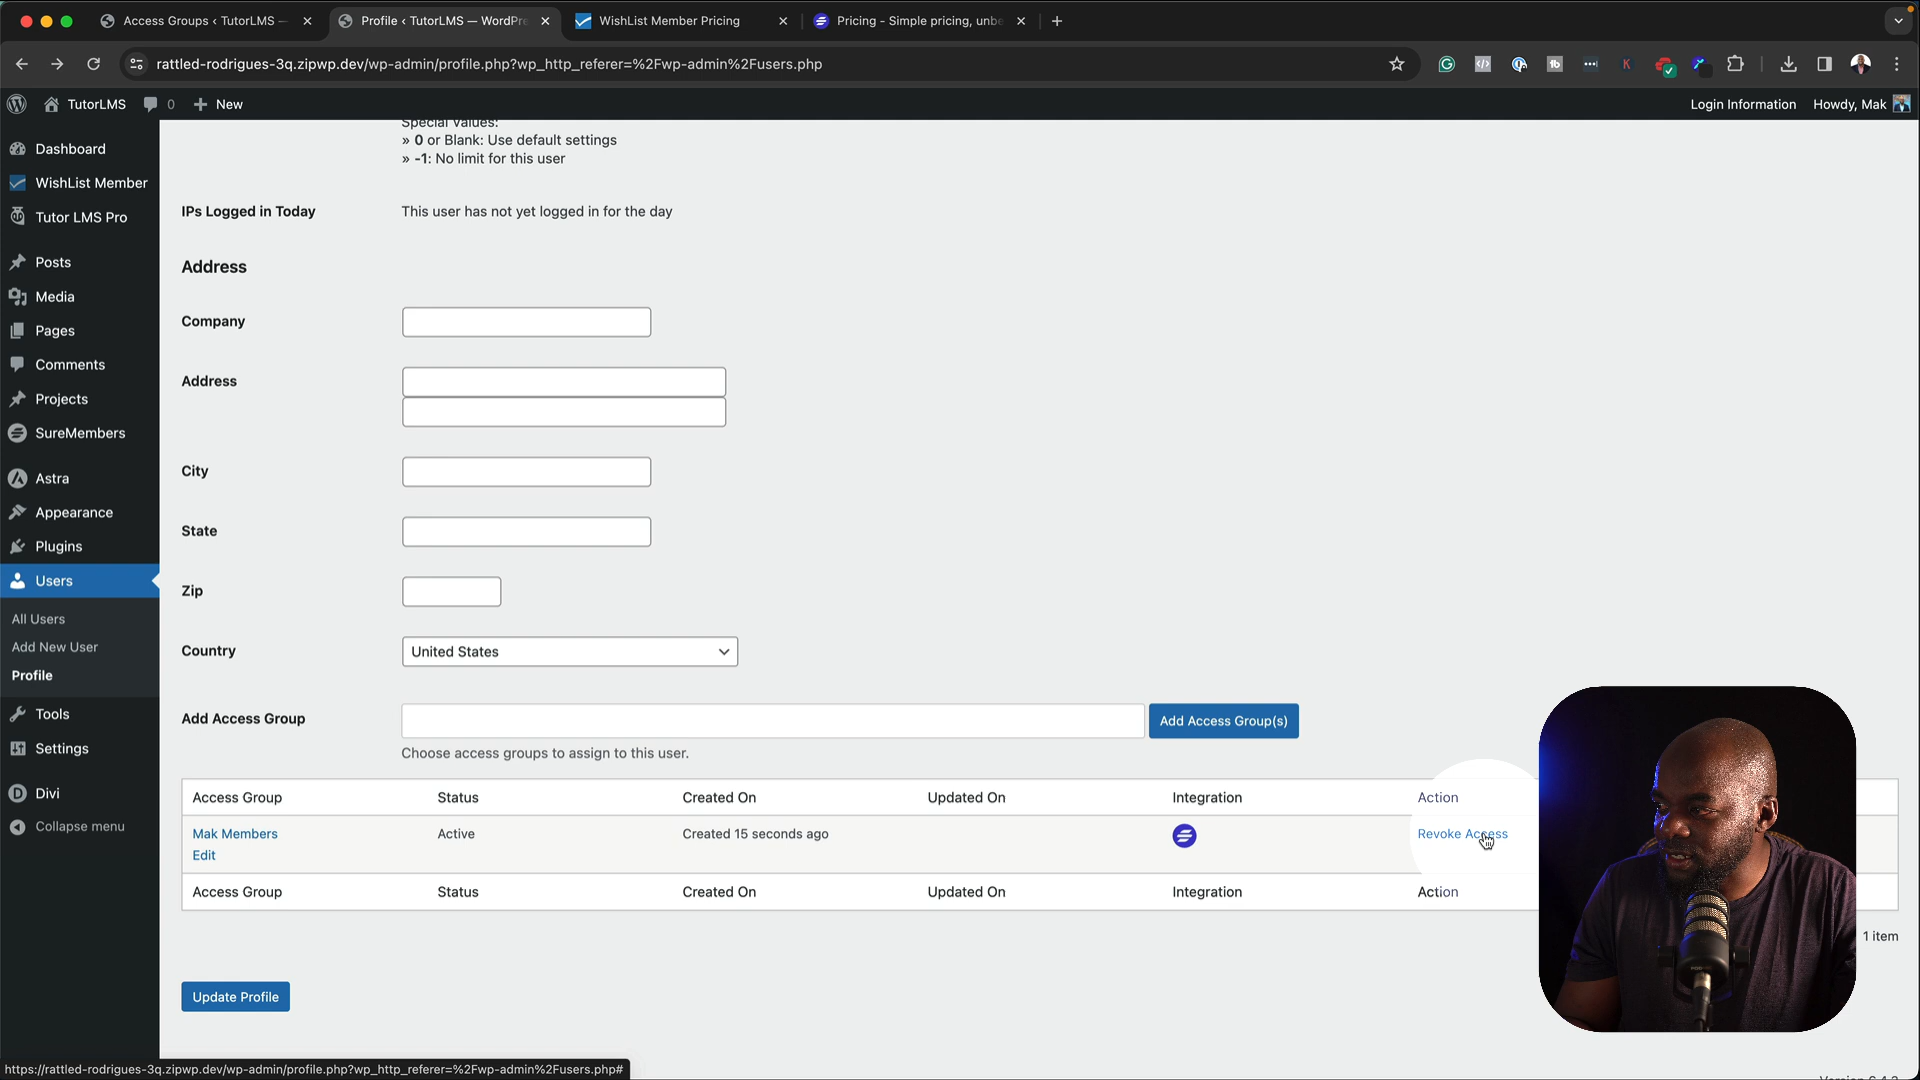 Access Groups ‹ TutorLMS —
Profile ‹ TutorLMS — WordPre
WishList Member Pricing
Pricing - Simple pricing, unbe
rattled-rodrigues-3q.zipwp.dev/wp-admin/profile.php?wp_http_referer=%2Fwp-admin%2Fusers.php
TutorLMS
0
New
Login Information
Howdy, Mak
Dashboard
WishList Member
Tutor LMS Pro
Posts
Media
Pages
Comments
Projects
SureMembers
Astra
Appearance
Plugins
Users
All Users
Add New User
Profile
Tools
Settings
Divi
Collapse menu
Special Values:
» 0 or Blank: Use default settings
» -1: No limit for this user
IPs Logged in Today
This user has not yet logged in for the day
Address
Company
Address
City
State
Zip
Country
United States
Add Access Group
Add Access Group(s)
Choose access groups to assign to this user.
Access Group Status Created On Updated On Integration Action
Mak Members Active Created 15 seconds ago Revoke Access
Edit
Access Group Status Created On Updated On Integration Action
1 item
Update Profile
https://rattled-rodrigues-3q.zipwp.dev/wp-admin/profile.php?wp_http_referer=%2Fwp-admin%2Fusers.php#